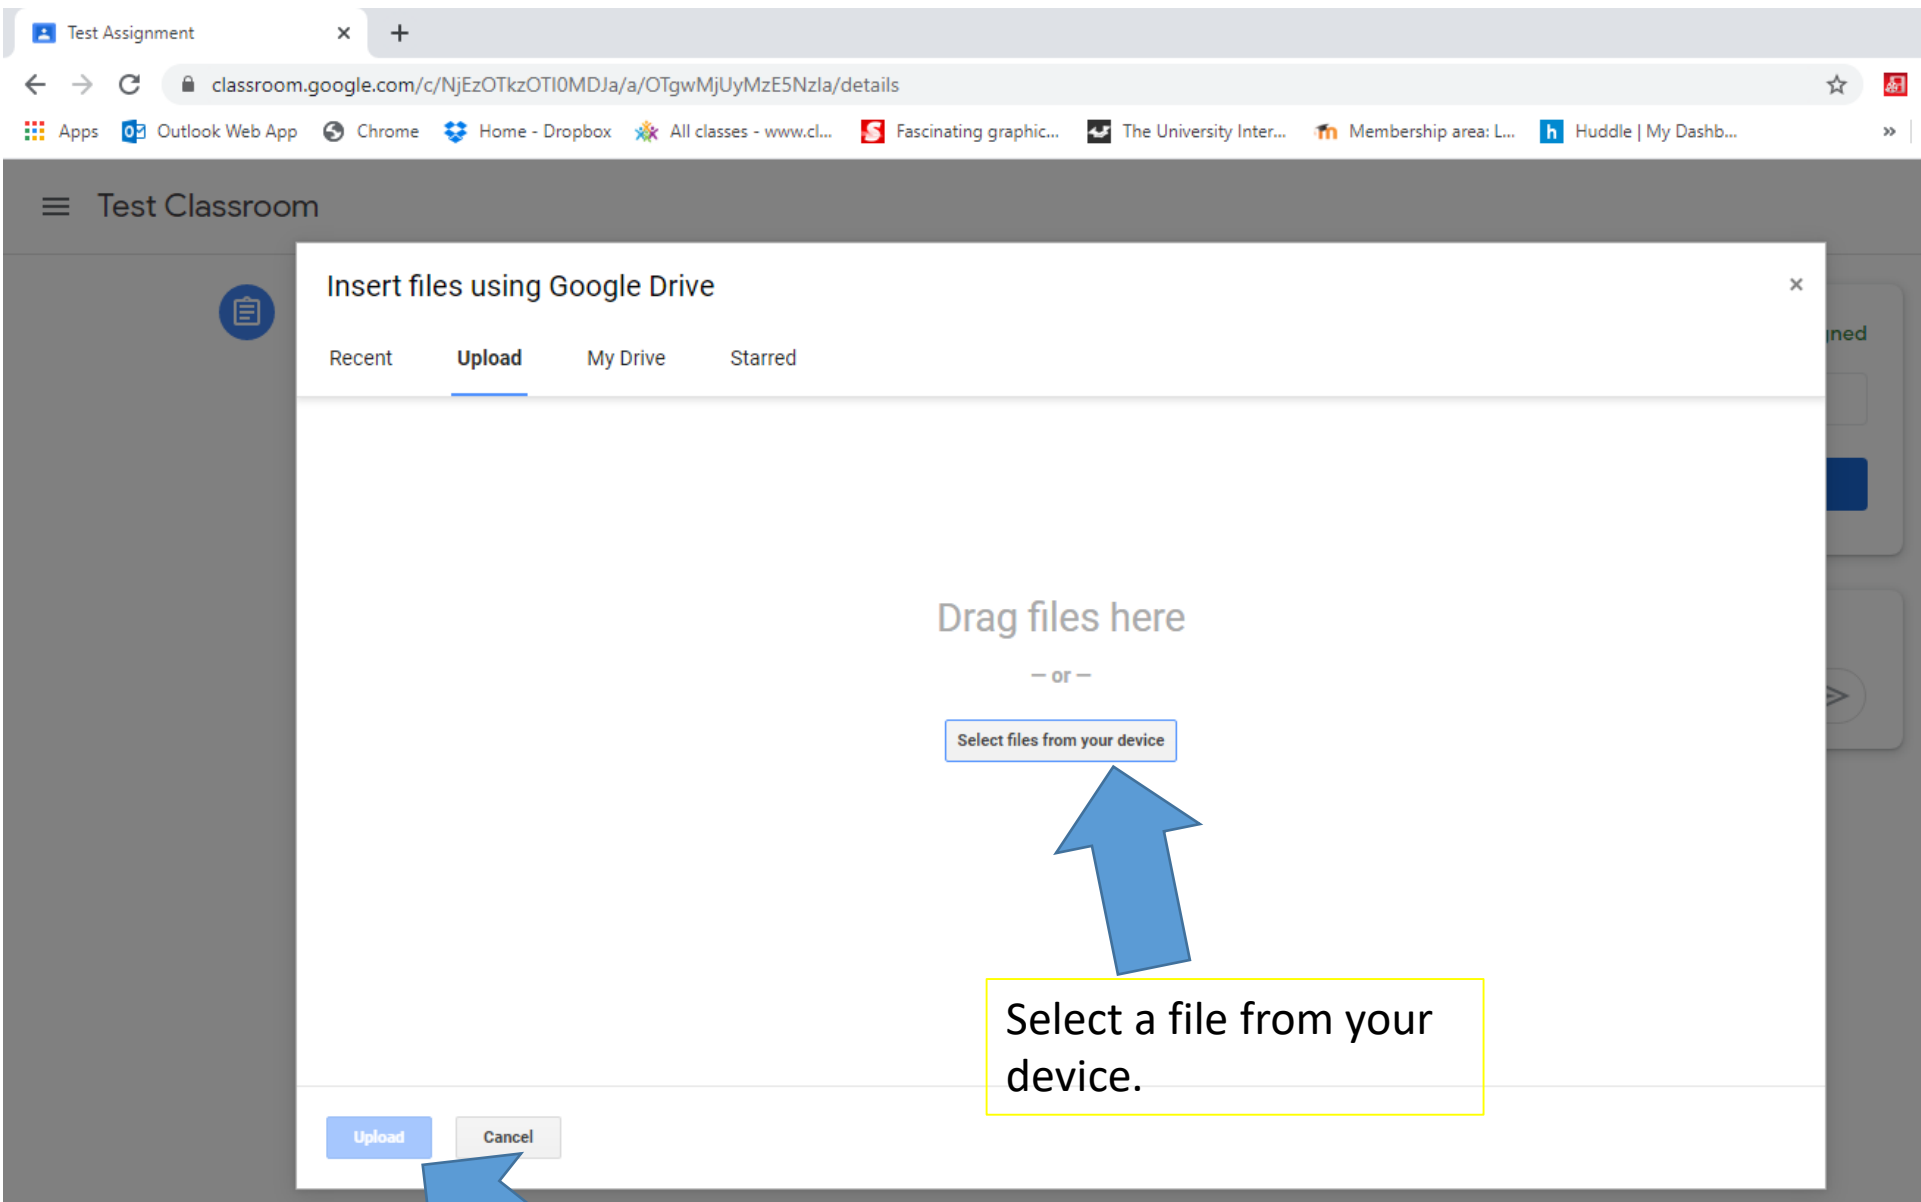 Test Assignment
classroom.google.com/c/NjEzOTkzOTI0MDJa/a/OTgwMjUyMzE5NzIa/details
Apps Outlook Web App Chrome Home - Dropbox All classes - www.cl... Fascinating graphic... The University Inter... Membership area: L... h Huddle | My Dashb... »
Test Classroom
Insert files using Google Drive
Recent Upload My Drive Starred
gned
Drag files here
— or —
Select files from your device
Select a file from your
device.
Upload Cancel